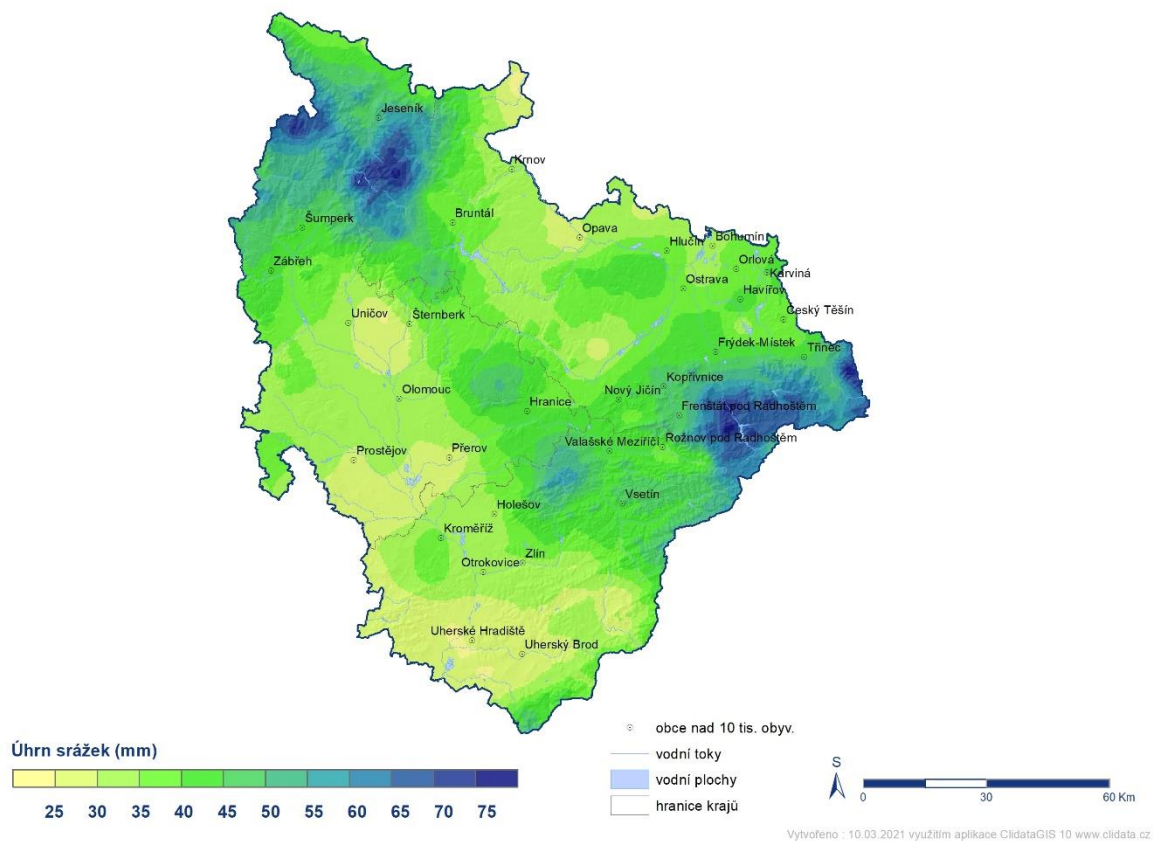 Jeseník
Krnov
Bruntál
Šumperk
Opava
Hlučín
Bohumín
Zábřeh
Orlová
Karviná
Ostrava
Havířov
Uničov
Šternberk
Český Těšín
Frýdek-Místek
Třinec
Olomouc
Nový Jičín
Kopřivnice
Hranice
Frenštát pod Radhoštěm
Prostějov
Přerov
Valašské Meziříčí
Rožnov pod Radhoštěm
Vsetín
Holešov
Kroměříž
Otrokovice
Zlín
Uherské Hradiště
Uherský Brod
Úhrn srážek (mm)
25 30 35 40 45 50 55 60 65 70 75
obce nad 10 tis. obyv.
vodní toky
vodní plochy
hranice krajů
S
0 30 60 Km
Vytvořeno : 10.03.2021 využitím aplikace ClidataGIS 10 www.clidata.cz